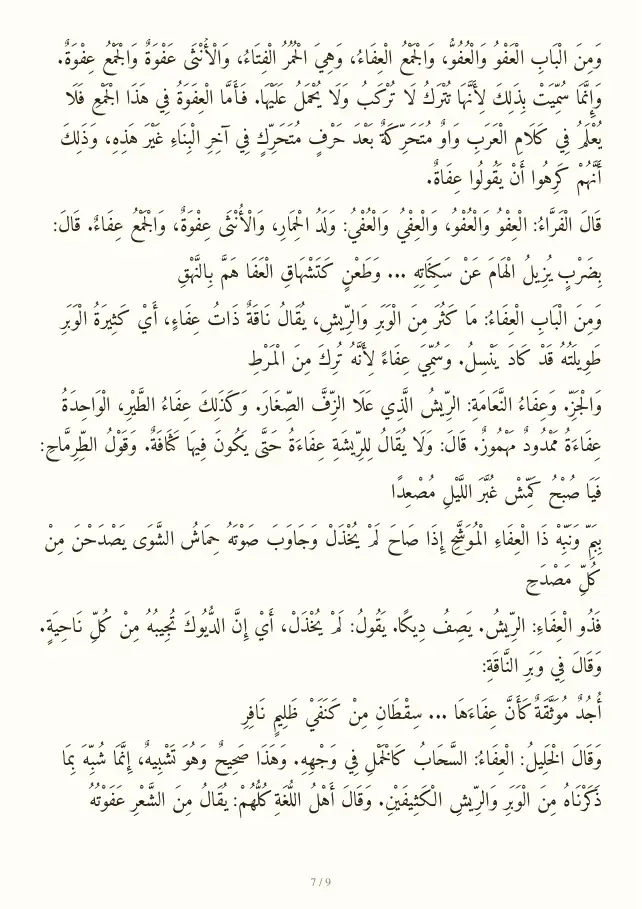 وَمِنَ الْبَابِ الْعَفْوُ وَالْعُفُوُّ، وَالْجَمْعُ الْعِفَاءُ، وَهِيَ الْحُمُرُ الْفِتَاءُ، وَالْأُنْثَى عَفْوَةٌ وَالْجَمْعُ عِفْوَةٌ.
وَإِنَّمَا سُمِّيَتْ بِذَلِكَ لِأَنَّهَا تُتْرَكُ لَا تُرْكَبُ وَلَا يُحْمَلُ عَلَيْهَا. فَأَمَّا الْعِفَوَةُ فِي هَذَا الْجَمْعِ فَلَا
يُعْلَمُ فِي كَلَامِ الْعَرَبِ وَاوٌ مُتَحَرِّكَةٌ بَعْدَ حَرْفٍ مُتَحَرِّكٍ فِي آخِرِ الْبِنَاءِ غَيْرَ هَذِهِ، وَذَلِكَ
أَنَّهُمْ كَرِهُوا أَنْ يَقُولُوا عِفَاةٌ.
قَالَ الْفَرَّاءُ: الْعِفْوُ وَالْعُفْوُ، وَالْعِفْيُ وَالْعُفْيُ: وَلَدُ الْحِمَارِ، وَالْأُنْثَى عِفْوَةٌ، وَالْجَمْعُ عِفَاءٌ. قَالَ:
بِضَرْبٍ يُزِيلُ الْهَامَ عَنْ سَكِنَاتِهِ ... وَطَعْنٍ كَتَشْهَاقِ الْعَفَا هَمَّ بِالنَّهْقِ
وَمِنَ الْبَابِ الْعِفَاءُ: مَا كَثُرَ مِنَ الْوَبَرِ وَالرِّيشِ، يُقَالُ نَاقَةٌ ذَاتُ عِفَاءٍ، أَيْ كَثِيرَةُ الْوَبَرِ
طَوِيلَتُهُ قَدْ كَادَ يَنْسِلُ. وَسُمِّيَ عِفَاءً لِأَنَّهُ تُرِكَ مِنَ الْمَرْطِ
وَالْجَزِّ. وَعِفَاءُ النَّعَامَةِ: الرِّيشُ الَّذِي عَلَا الزِّفَّ الصِّغَارَ. وَكَذَلِكَ عِفَاءُ الطَّيْرِ، الْوَاحِدَةُ
عِفَاءَةُ مَمْدُودٌ مَهْمُوزٌ. قَالَ: وَلَا يُقَالُ لِلرِّيشَةِ عِفَاءَةُ حَتَّى يَكُونَ فِيهَا كَثَافَةٌ. وَقَوْلُ الطِّرِمَّاحِ:
فَيَا صُبْحُ كَمِّشْ غُبَّرَ اللَّيْلِ مُصْعِدًا
بِبَمٍّ وَنَبِّهْ ذَا الْعِفَاءِ الْمُوَشَّحِ إِذَا صَاحَ لَمْ يُخْذَلْ وَجَاوَبَ صَوْتَهُ حِمَاشُ الشَّوَى يَصْدَحْنَ مِنْ
كُلِّ مَصْدَحِ
فَذُو الْعِفَاءِ: الرِّيشُ. يَصِفُ دِيكًا. يَقُولُ: لَمْ يُخْذَلْ، أَيْ إِنَّ الدُّيُوكَ تُجِيبُهُ مِنْ كُلِّ نَاحِيَةٍ.
وَقَالَ فِي وَبَرِ النَّاقَةِ:
أُجُدٌ مُوَثَّقَةٌ كَأَنَّ عِفَاءَهَا ... سِقْطَانِ مِنْ كَنَفَيْ ظَلِيمٍ نَافِرِ
وَقَالَ الْخَلِيلُ: الْعِفَاءُ: السَّحَابُ كَالْخَمْلِ فِي وَجْهِهِ. وَهَذَا صَحِيحٌ وَهُوَ تَشْبِيهٌ، إِنَّمَا شُبِّهَ بِمَا
ذَكَرْنَاهُ مِنَ الْوَبَرِ وَالرِّيشِ الْكَثِيفَيْنِ. وَقَالَ أَهْلُ اللُّغَةِ كُلُّهُمْ: يُقَالُ مِنَ الشَّعْرِ عَفَوْتُهُ
7 / 9